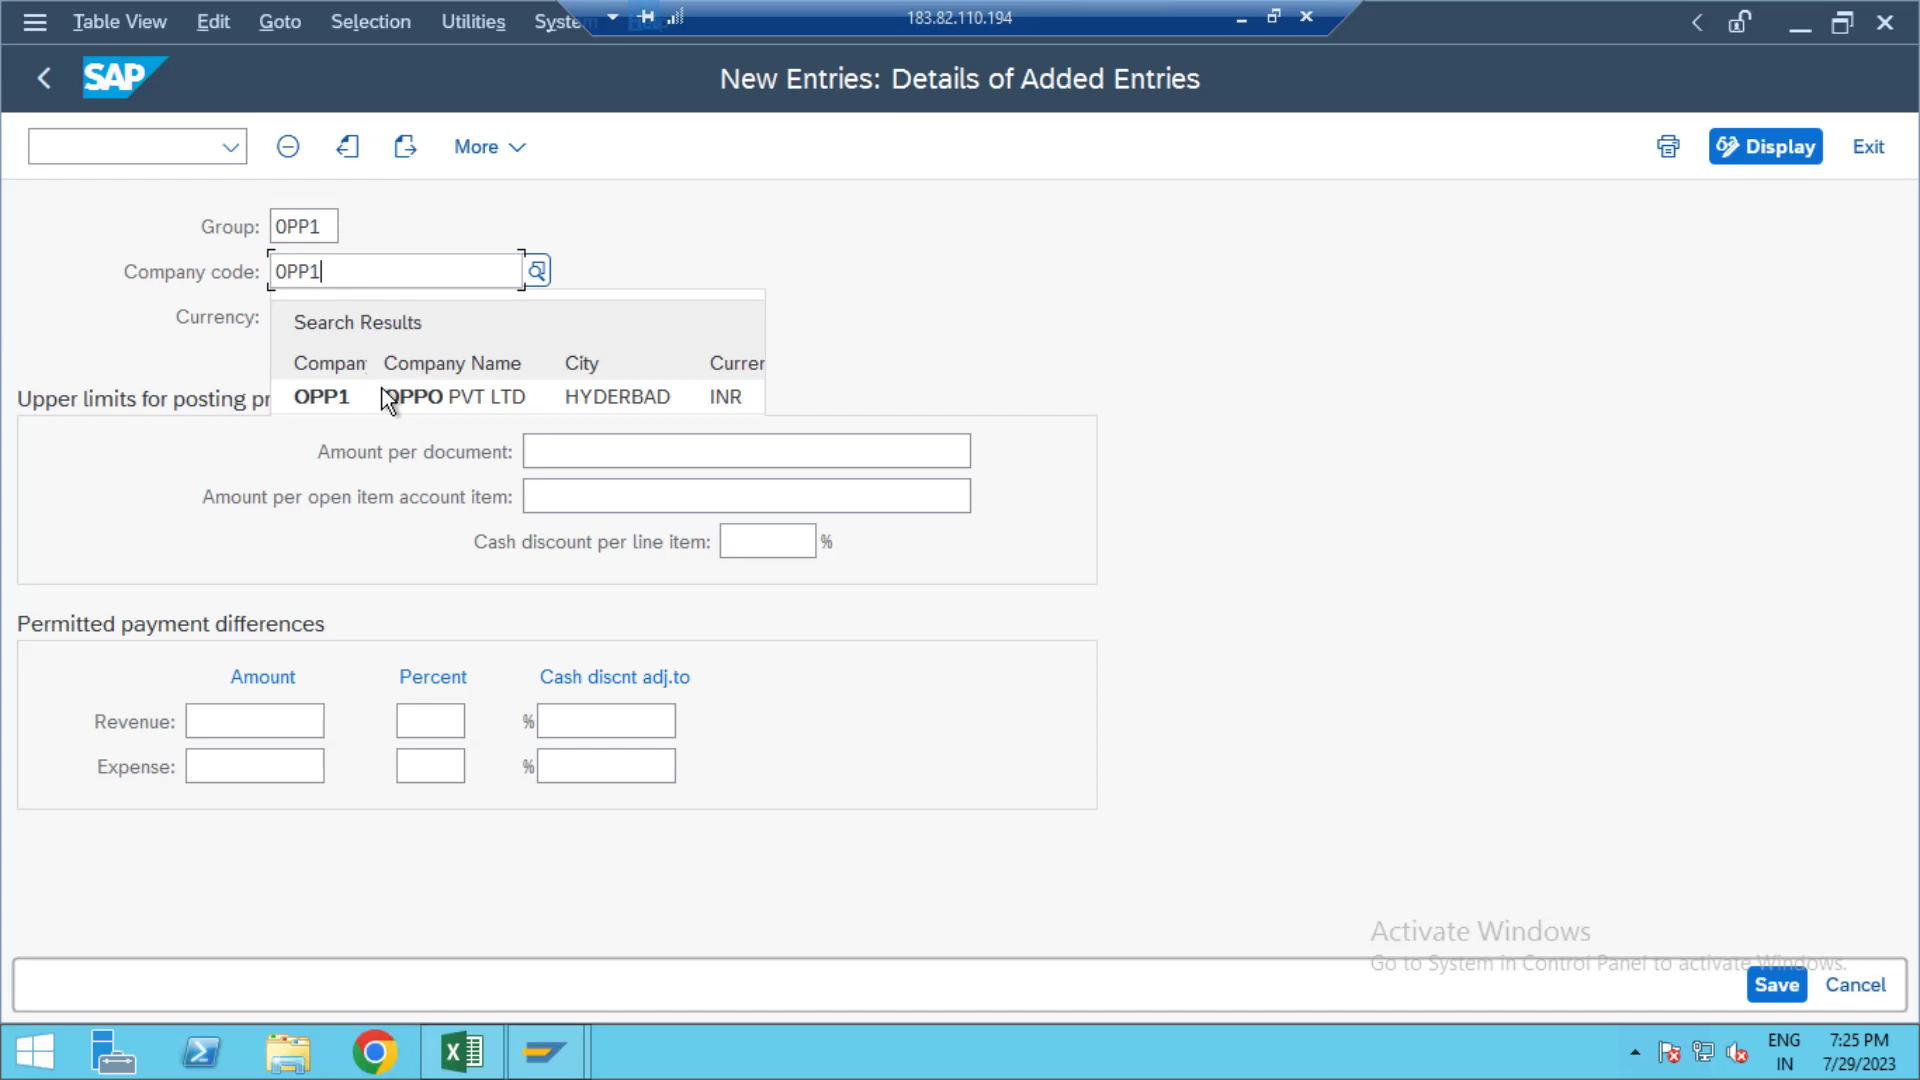 Table View Edit Goto Selection Utilities Syste 183.82.110.194
SAP New Entries: Details of Added Entries
More Display Exit
Group: OPP1
Company code: OPP1
Currency:
Search Results
Company Company Name City Curren
OPP1 OPPO PVT LTD HYDERBAD INR
Upper limits for posting pr
Amount per document:
Amount per open item account item:
Cash discount per line item: %
Permitted payment differences
Amount Percent Cash discnt adj.to
Revenue: %
Expense: %
Activate Windows
Go to System in Control Panel to activate Windows.
Save Cancel
ENG 7:25 PM
IN 7/29/2023